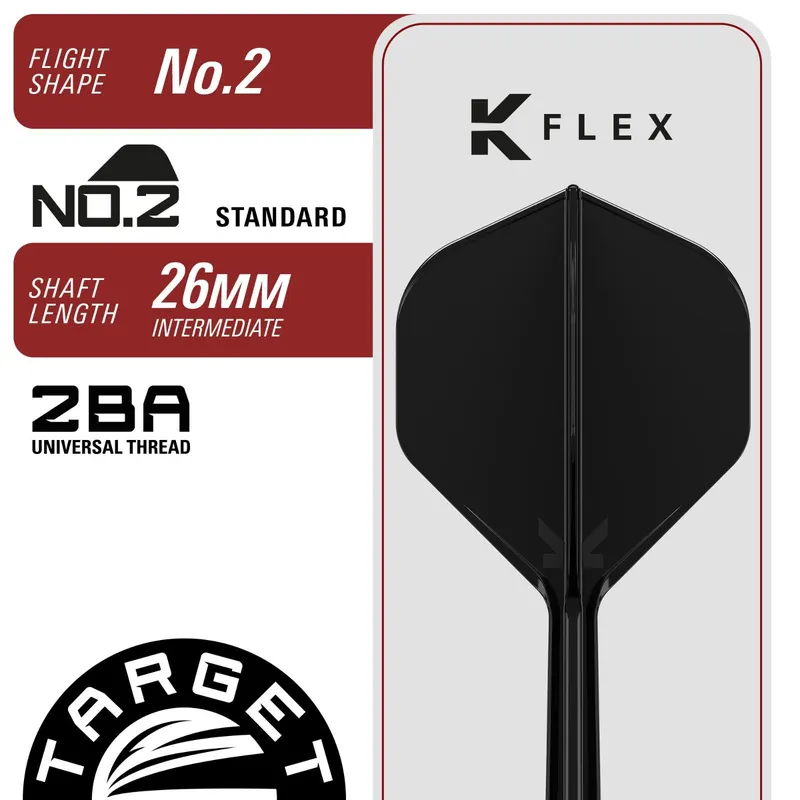 FLIGHT
SHAPE
No.2
NO.2
STANDARD
SHAFT
LENGTH
26MM
INTERMEDIATE
2BA
UNIVERSAL THREAD
TARGET
K FLEX